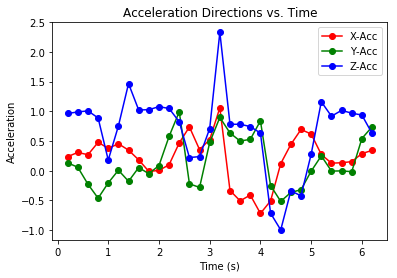 Acceleration Directions vs. Time
2.5
2.0
1.5
1.0
0.5
0.0
−0.5
−1.0
Acceleration
X-Acc
Y-Acc
Z-Acc
0 1 2 3 4 5 6
Time (s)